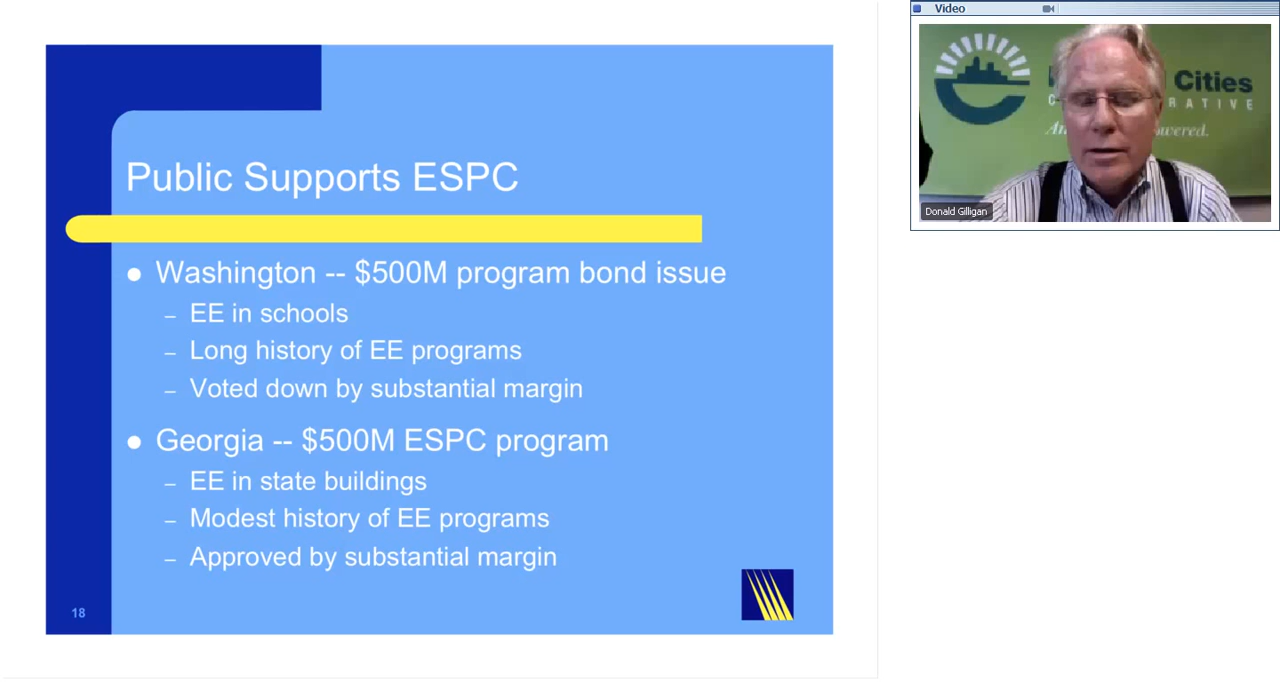 Public Supports ESPC
● Washington -- $500M program bond issue
– EE in schools
– Long history of EE programs
– Voted down by substantial margin
● Georgia -- $500M ESPC program
– EE in state buildings
– Modest history of EE programs
– Approved by substantial margin
18
Video
Cities
C RATIVE
wered.
Donald Gilligan